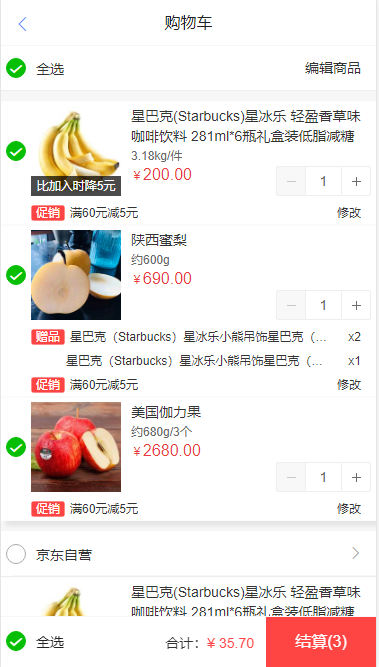 购物车
全选 编辑商品
星巴克(Starbucks)星冰乐 轻盈香草味
咖啡饮料 281ml*6瓶礼盒装低脂减糖
3.18kg/件
¥200.00
1
比加入时降5元
促销 满60元减5元 修改
陕西蜜梨
约600g
¥690.00
1
赠品 星巴克（Starbucks）星冰乐小熊吊饰星巴克（… x2
星巴克（Starbucks）星冰乐小熊吊饰星巴克（… x1
促销 满60元减5元 修改
美国伽力果
约680g/3个
¥2680.00
1
促销 满60元减5元 修改
京东自营
星巴克(Starbucks)星冰乐 轻盈香草味
咖啡饮料 281ml*6瓶礼盒装低脂减糖
全选 合计：¥ 35.70 结算(3)